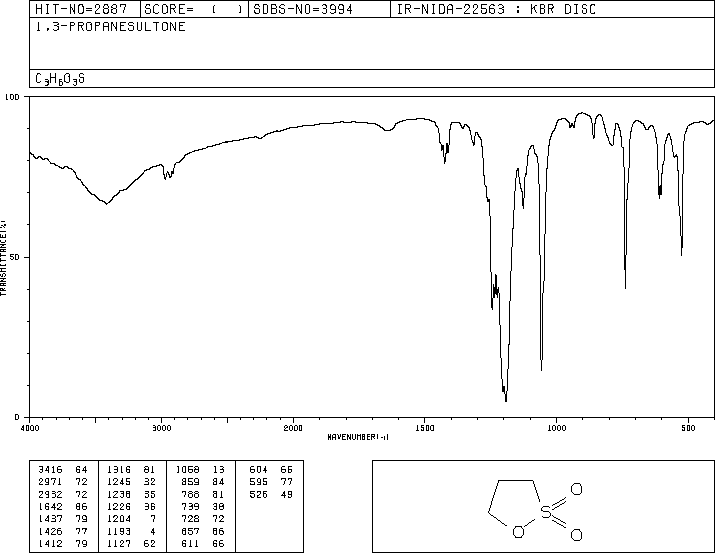 HIT-NO=2887 SCORE= ( ) SDBS-NO=3994 IR-NIDA-22563 : KBR DISC
1,3-PROPANESULTONE
C3H6O3S
100
50
0
TRANSMITTANCE(%)
4000 3000 2000 1500 1000 500
WAVENUMBER(-1)
3416 64 1316 81 1058 13 604 66
2971 72 1245 32 859 84 595 77
2932 72 1238 35 788 81 526 49
1642 86 1226 36 739 38
1437 79 1204 7 728 72
1426 77 1193 4 657 86
1412 79 1127 62 611 66
O
S
O
O